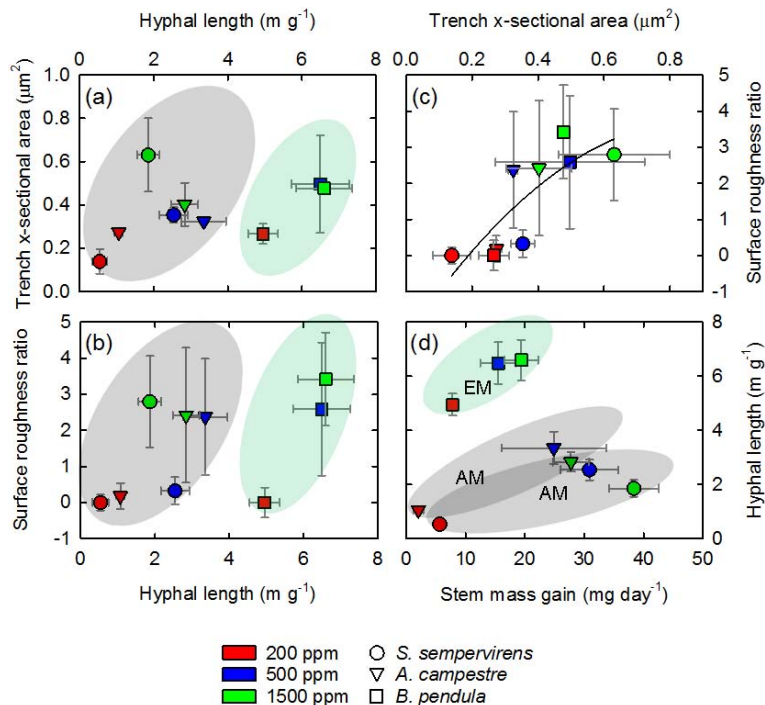 Hyphal length (m g⁻¹)
0 2 4 6 8
Trench x-sectional area (μm²)
0.0 0.2 0.4 0.6 0.8
Trench x-sectional area (μm²)
1.0
0.8
0.6
0.4
0.2
0.0
(a)
(c)
5
4
3
2
1
0
-1
Surface roughness ratio
Surface roughness ratio
5
4
3
2
1
0
-1
(b)
(d)
EM
AM
AM
8
6
4
2
0
Hyphal length (m g⁻¹)
0 2 4 6 8
Hyphal length (m g⁻¹)
0 10 20 30 40 50
Stem mass gain (mg day⁻¹)
200 ppm S. sempervirens
500 ppm A. campestre
1500 ppm B. pendula